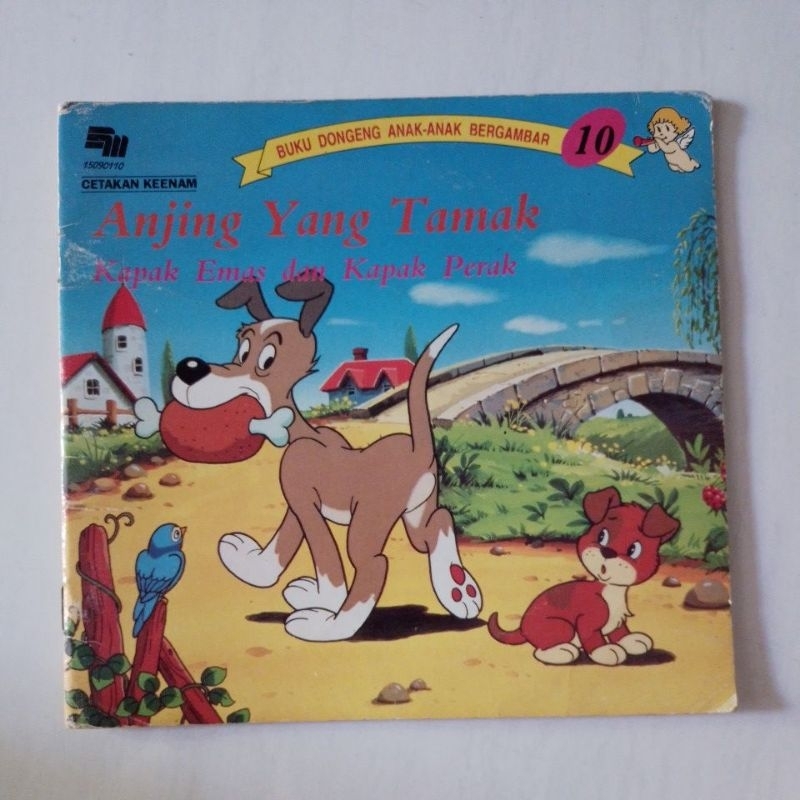 BUKU DONGENG ANAK-ANAK BERGAMBAR 10
15090110
CETAKAN KEENAM
Anjing Yang Tamak
Kapak Emas dan Kapak Perak